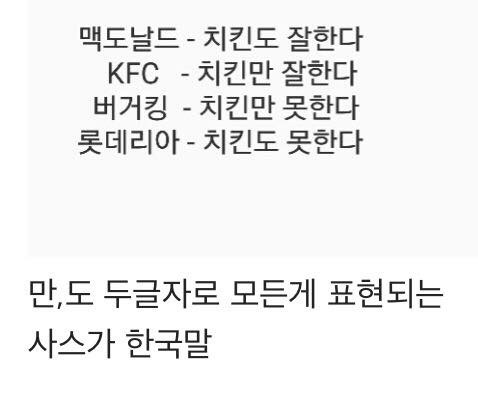 맥도날드 - 치킨도 잘한다
KFC - 치킨만 잘한다
버거킹 - 치킨만 못한다
롯데리아 - 치킨도 못한다
만,도 두글자로 모든게 표현되는
사스가 한국말